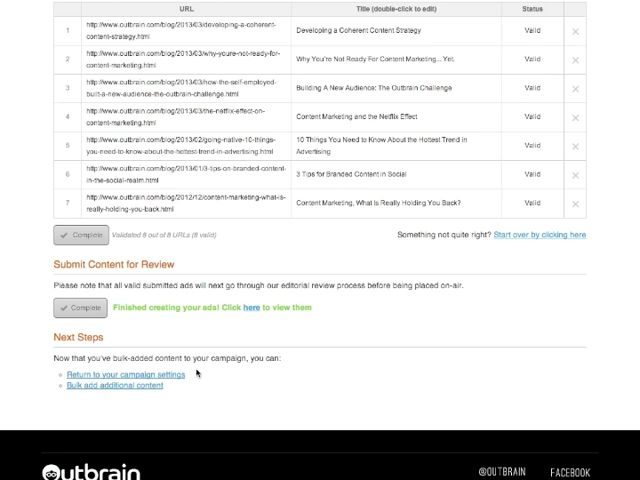 URL Title (double-click to edit) Status
1 http://www.outbrain.com/blog/2013/03/developing-a-coherent- Developing a Coherent Content Strategy Valid
content-strategy.html
2 http://www.outbrain.com/blog/2013/03/why-youre-not-ready-for- Why You're Not Ready For Content Marketing... Yet. Valid
content-marketing.html
3 http://www.outbrain.com/blog/2013/03/how-the-self-employed- Building A New Audience: The Outbrain Challenge Valid
built-a-new-audience-the-outbrain-challenge.html
4 http://www.outbrain.com/blog/2013/03/the-netflix-effect-on- Content Marketing and the Netflix Effect Valid
content-marketing.html
5 http://www.outbrain.com/blog/2013/02/going-native-10-things- 10 Things You Need to Know About the Hottest Trend in Valid
you-need-to-know-about-the-hottest-trend-in-advertising.html Advertising
6 http://www.outbrain.com/blog/2013/01/3-tips-on-branded-content- 3 Tips for Branded Content in Social Valid
in-the-social-realm.html
7 http://www.outbrain.com/blog/2012/12/content-marketing-what-is- Content Marketing, What Is Really Holding You Back? Valid
really-holding-you-back.html
Complete Validated 8 out of 8 URLs (8 valid) Something not quite right? Start over by clicking here
Submit Content for Review
Please note that all valid submitted ads will next go through our editorial review process before being placed on-air.
Complete Finished creating your ads! Click here to view them
Next Steps
Now that you've bulk-added content to your campaign, you can:
Return to your campaign settings
Bulk add additional content
Outbrain @OUTBRAIN FACEBOOK